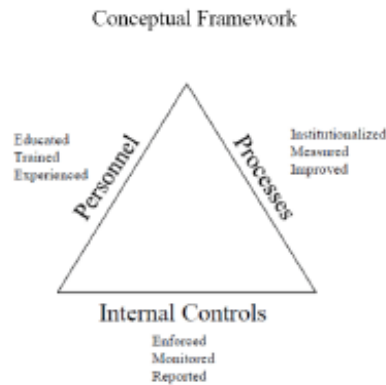 Conceptual Framework
Educated
Trained
Experienced
Personnel
Processes
Institutionalized
Measured
Improved
Internal Controls
Enforced
Monitored
Reported